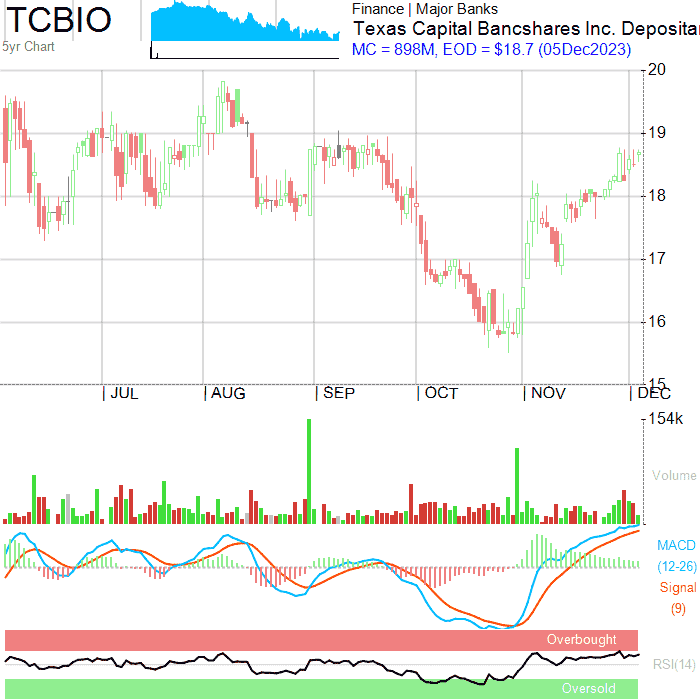 TCBIO
5yr Chart
Finance | Major Banks
Texas Capital Bancshares Inc. Depositar
MC = 898M, EOD = $18.7 (05Dec2023)
20
19
18
17
16
15
JUL AUG SEP OCT NOV DEC
154k
Volume
MACD
(12-26)
Signal
(9)
Overbought
RSI(14)
Oversold